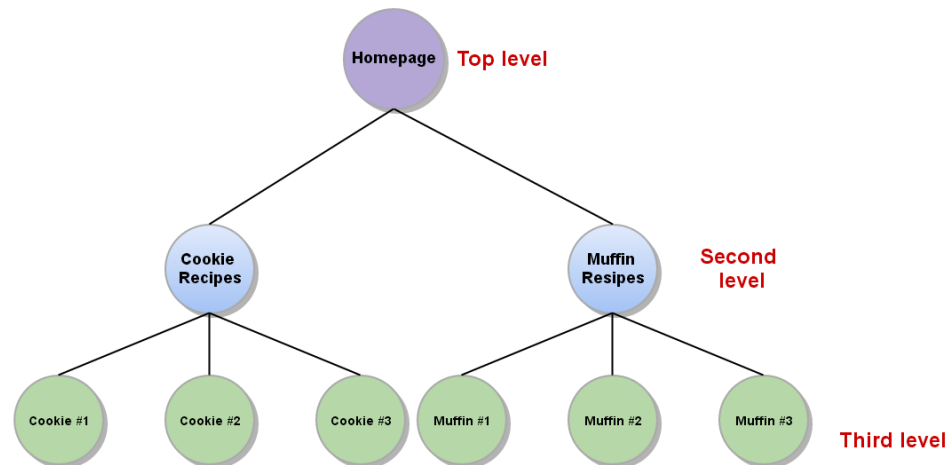 Homepage
Top level
Cookie
Recipes
Muffin
Resipes
Second
level
Cookie #1
Cookie #2
Cookie #3
Muffin #1
Muffin #2
Muffin #3
Third level